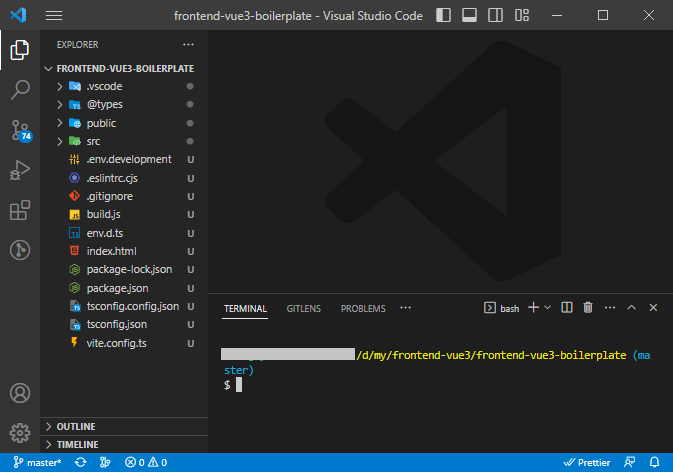 frontend-vue3-boilerplate - Visual Studio Code
EXPLORER
FRONTEND-VUE3-BOILERPLATE
.vscode
@types
public
src
.env.development U
.eslintrc.cjs U
.gitignore U
build.js U
env.d.ts U
index.html U
package-lock.json U
package.json U
tsconfig.config.json U
tsconfig.json U
vite.config.ts U
OUTLINE
TIMELINE
74
TERMINAL GITLENS PROBLEMS ... bash
/d/my/frontend-vue3/frontend-vue3-boilerplate (ma
ster)
$
master* 0 0 Prettier